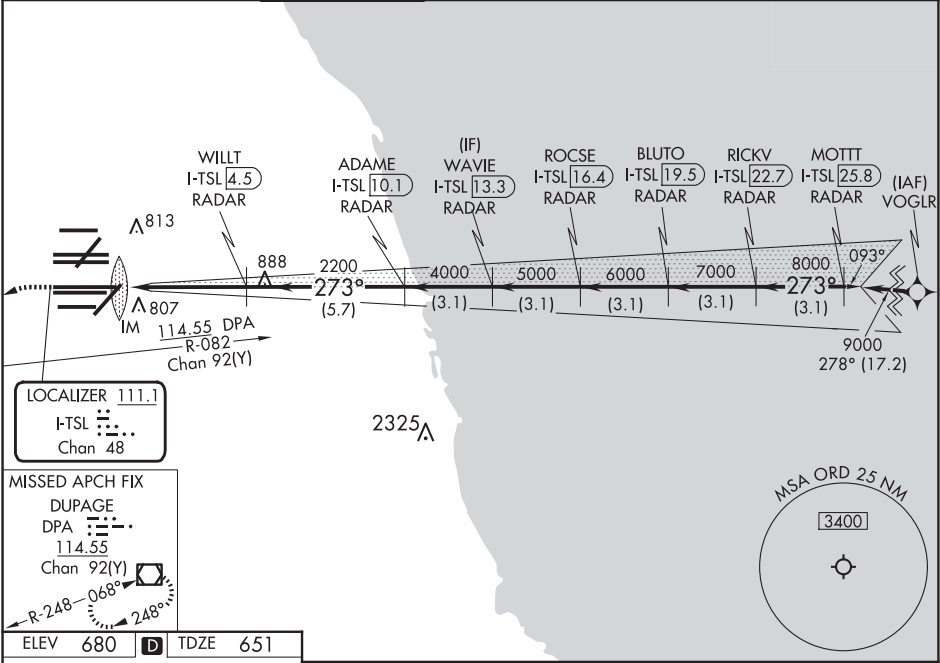 (IAF)
VOGLR
MOTTT
I-TSL 25.8
RADAR
RICKV
I-TSL 22.7
RADAR
BLUTO
I-TSL 19.5
RADAR
ROCSE
I-TSL 16.4
RADAR
(IF)
WAVIE
I-TSL 13.3
RADAR
ADAME
I-TSL 10.1
RADAR
WILLT
I-TSL 4.5
RADAR
813
888
807
IM
2200
273°
(5.7)
4000
(3.1)
5000
(3.1)
6000
(3.1)
7000
(3.1)
8000
273°
(3.1)
093°
9000
278° (17.2)
114.55 DPA
R-082
Chan 92(Y)
LOCALIZER 111.1
I-TSL
Chan 48
2325
MISSED APCH FIX
DUPAGE
DPA
114.55
Chan 92(Y)
R-248
068°
248°
MSA ORD 25 NM
3400
ELEV 680 D TDZE 651